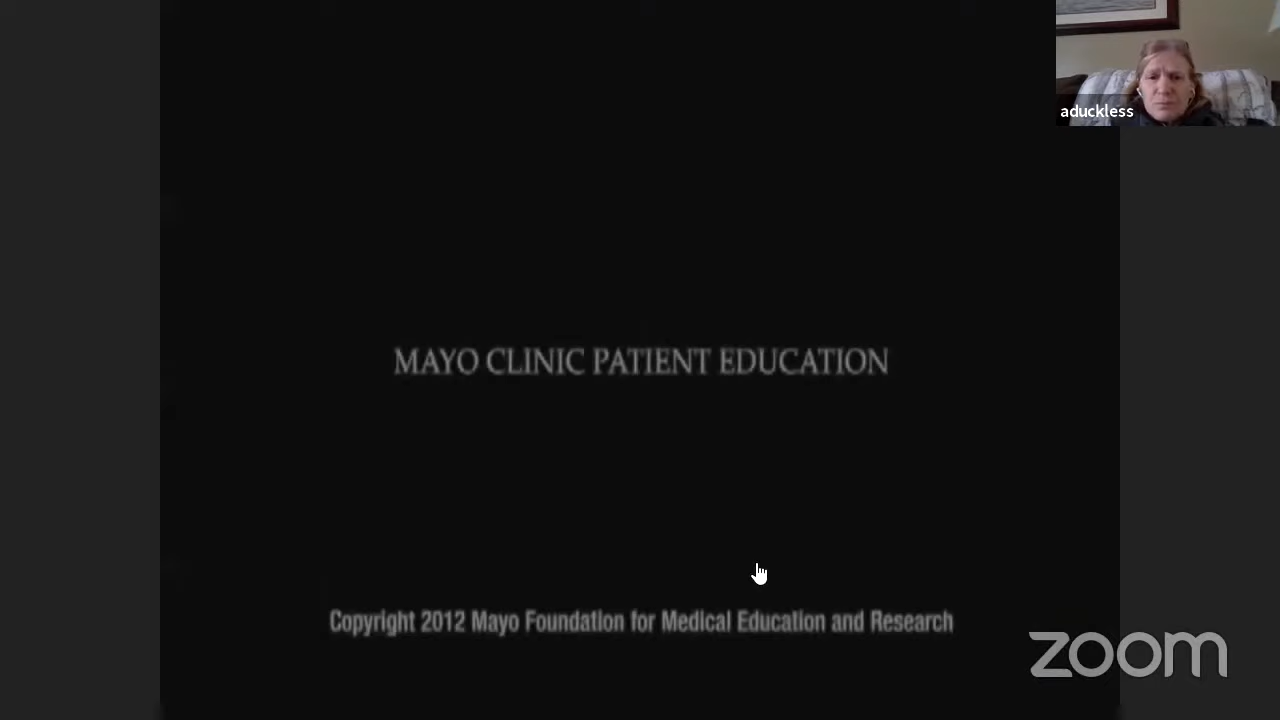 aduckless
MAYO CLINIC PATIENT EDUCATION
Copyright 2012 Mayo Foundation for Medical Education and Research
zoom